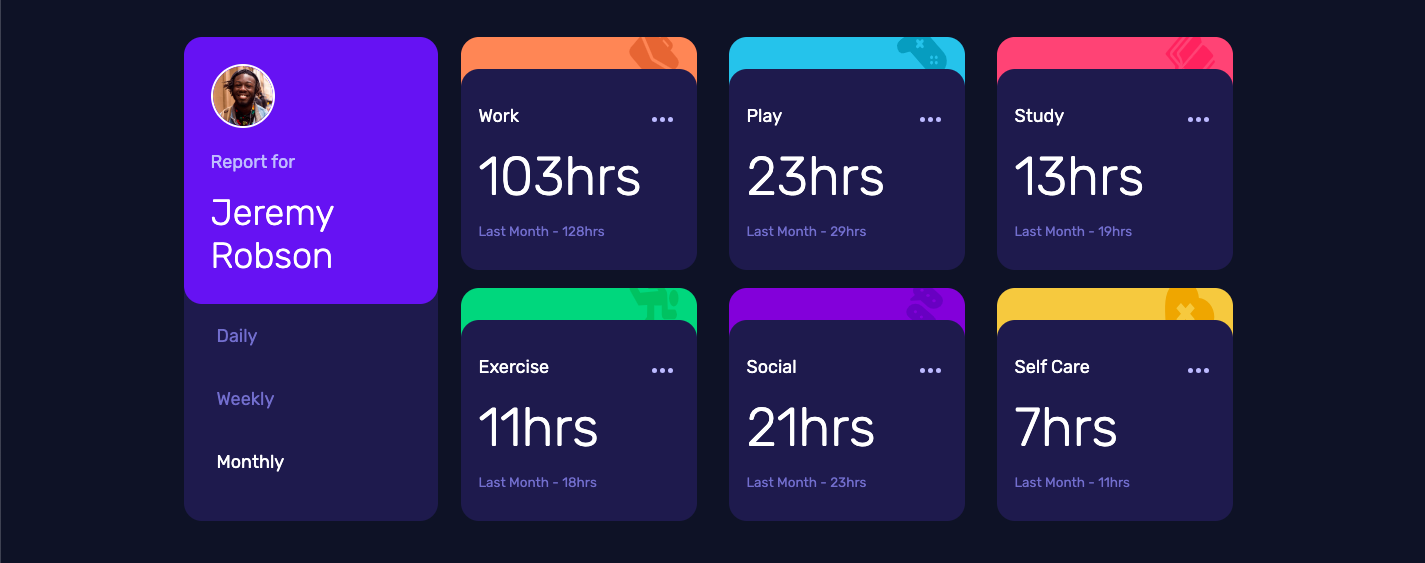 Report for
Jeremy
Robson
Daily
Weekly
Monthly
Work
103hrs
Last Month - 128hrs
Play
23hrs
Last Month - 29hrs
Study
13hrs
Last Month - 19hrs
Exercise
11hrs
Last Month - 18hrs
Social
21hrs
Last Month - 23hrs
Self Care
7hrs
Last Month - 11hrs